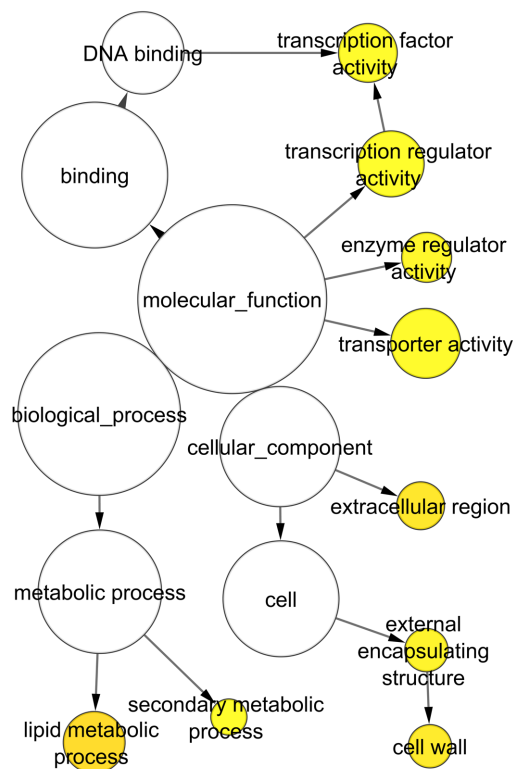 DNA binding
transcription factor
activity
binding
transcription regulator
activity
molecular_function
enzyme regulator
activity
transporter activity
biological_process
cellular_component
extracellular region
metabolic process
cell
external
encapsulating
structure
lipid metabolic
process
secondary metabolic
process
cell wall